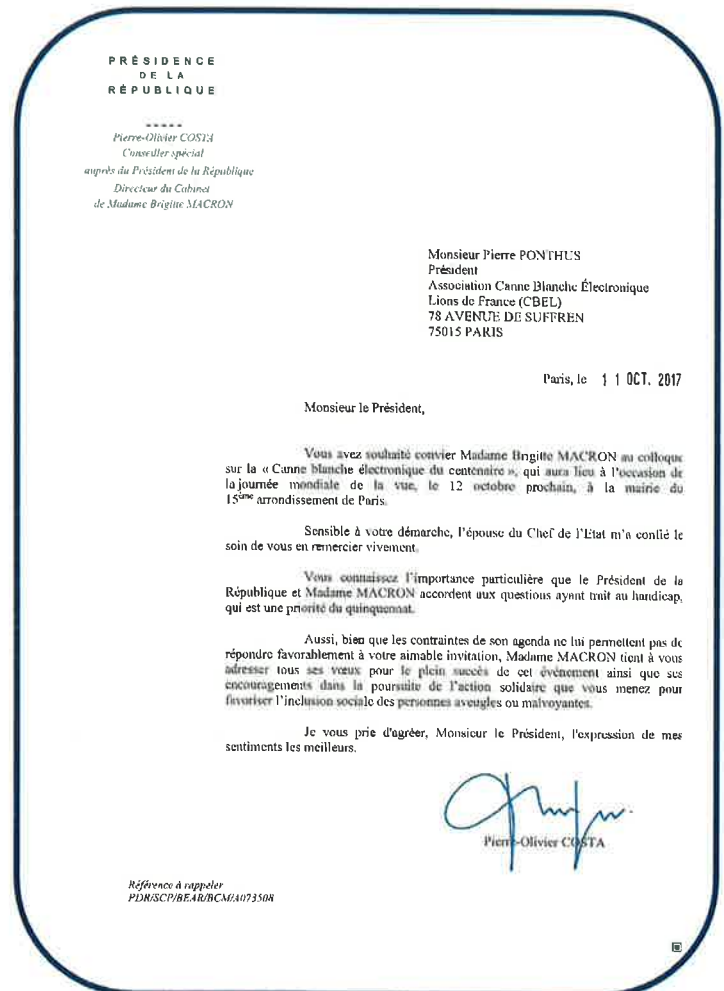 PRÉSIDENCE
DE LA
RÉPUBLIQUE
-----
Pierre-Olivier COSTA
Conseiller spécial
auprès du Président de la République
Directeur du Cabinet
de Madame Brigitte MACRON
Monsieur Pierre PONTHUS
Président
Association Canne Blanche Électronique
Lions de France (CBEL)
78 AVENUE DE SUFFREN
75015 PARIS
Paris, le 11 OCT. 2017
Monsieur le Président,
Vous avez souhaité convier Madame Brigitte MACRON au colloque
sur la « Canne blanche électronique du centenaire », qui aura lieu à l'occasion de
la journée mondiale de la vue, le 12 octobre prochain, à la mairie du
15ème arrondissement de Paris.
Sensible à votre démarche, l'épouse du Chef de l'Etat m'a confié le
soin de vous en remercier vivement.
Vous connaissez l'importance particulière que le Président de la
République et Madame MACRON accordent aux questions ayant trait au handicap,
qui est une priorité du quinquennat.
Aussi, bien que les contraintes de son agenda ne lui permettent pas de
répondre favorablement à votre aimable invitation, Madame MACRON tient à vous
adresser tous ses vœux pour le plein succès de cet événement ainsi que ses
encouragements dans la poursuite de l'action solidaire que vous menez pour
favoriser l'inclusion sociale des personnes aveugles ou malvoyantes.
Je vous prie d'agréer, Monsieur le Président, l'expression de mes
sentiments les meilleurs.
Pierre-Olivier COSTA
Référence à rappeler
PDR/SCP/BEAR/BCM/A073508